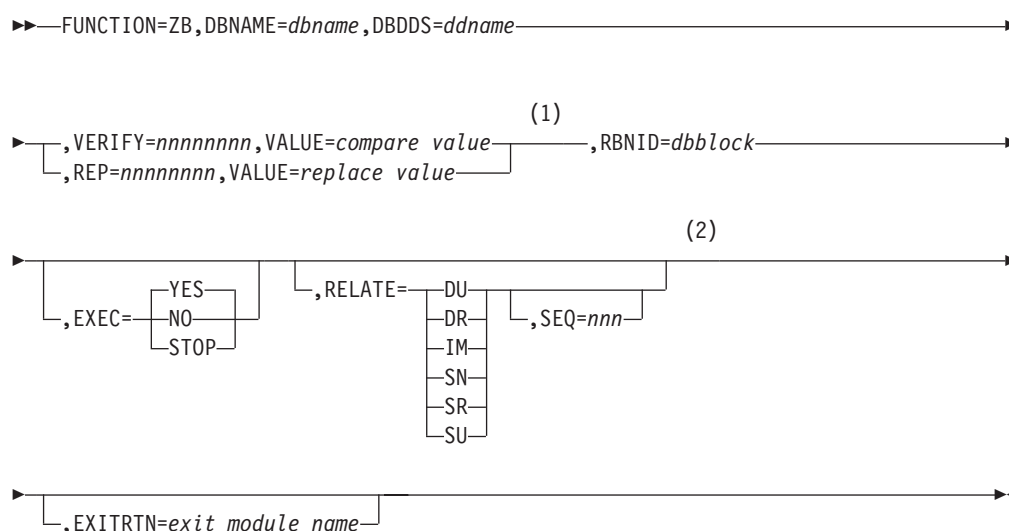 FUNCTION=ZB,DBNAME=dbname,DBDDS=ddname
(1)
,VERIFY=nnnnnnnn,VALUE=compare value ,RBNID=dbblock
,REP=nnnnnnnn,VALUE=replace value
(2)
,EXEC= YES ,RELATE= DU ,SEQ=nnn
NO DR
STOP IM
SN
SR
SU
,EXITRTN=exit module name